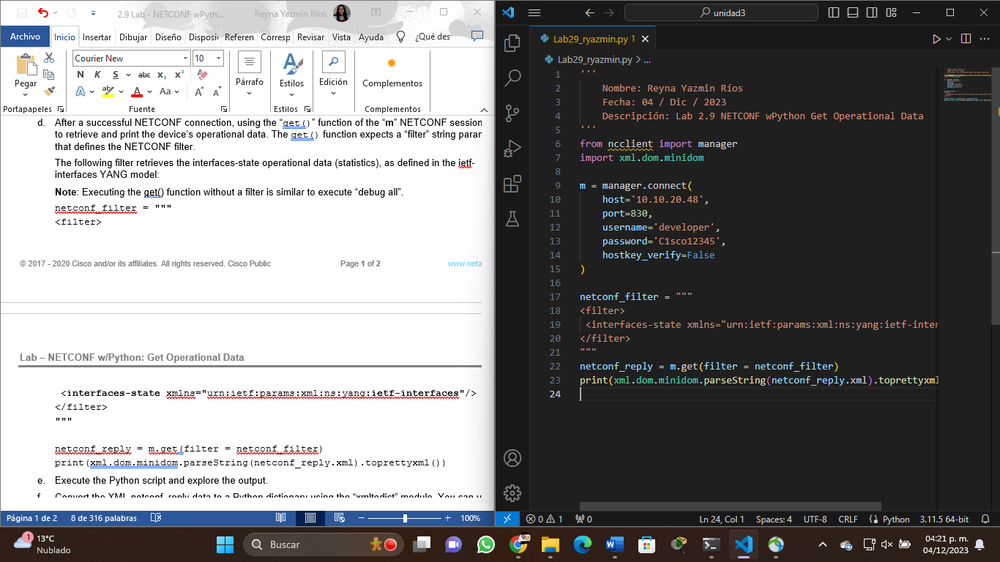 2.9 Lab - NETCONF wPyth...
Reyna Yazmin Ríos
Archivo
Inicio
Insertar
Dibujar
Diseño
Disposi
Referen
Corresp
Revisar
Vista
Ayuda
¿Qué des
Pegar
Courier New
10
N K S abc x₂ x²
A ab A Aa A A
Párrafo
Estilos
Edición
Complementos
Portapapeles
Fuente
Estilos
Complementos
d. After a successful NETCONF connection, using the “get()” function of the “m” NETCONF session
to retrieve and print the device’s operational data. The get() function expects a “filter” string param
that defines the NETCONF filter.
The following filter retrieves the interfaces-state operational data (statistics), as defined in the ietf-
interfaces YANG model:
Note: Executing the get() function without a filter is similar to execute “debug all”.
netconf_filter = """
<filter>
© 2017 - 2020 Cisco and/or its affiliates. All rights reserved. Cisco Public Page 1 of 2 www.neta
Lab – NETCONF w/Python: Get Operational Data
<interfaces-state xmlns="urn:ietf:params:xml:ns:yang:ietf-interfaces"/>
</filter>
"""
netconf_reply = m.get(filter = netconf_filter)
print(xml.dom.minidom.parseString(netconf_reply.xml).toprettyxml())
e. Execute the Python script and explore the output.
f. Convert the XML netconf_reply data to a Python dictionary using the “xmltodict” module. You can u
Página 1 de 2
8 de 316 palabras
100%
unidad3
Lab29_ryazmin.py 1
Lab29_ryazmin.py > ...
1 '''
2 Nombre: Reyna Yazmin Ríos
3 Fecha: 04 / Dic / 2023
4 Descripción: Lab 2.9 NETCONF wPython Get Operational Data
5 '''
6 from ncclient import manager
7 import xml.dom.minidom
8
9 m = manager.connect(
10 host='10.10.20.48',
11 port=830,
12 username='developer',
13 password='C1sco12345',
14 hostkey_verify=False
15 )
16
17 netconf_filter = """
18 <filter>
19 <interfaces-state xmlns="urn:ietf:params:xml:ns:yang:ietf-inter
20 </filter>
21 """
22 netconf_reply = m.get(filter = netconf_filter)
23 print(xml.dom.minidom.parseString(netconf_reply.xml).toprettyxml
24
0 1 0
Ln 24, Col 1
Spaces: 4
UTF-8
CRLF
Python
3.11.5 64-bit
1
13°C
Nublado
Buscar
04:21 p. m.
04/12/2023